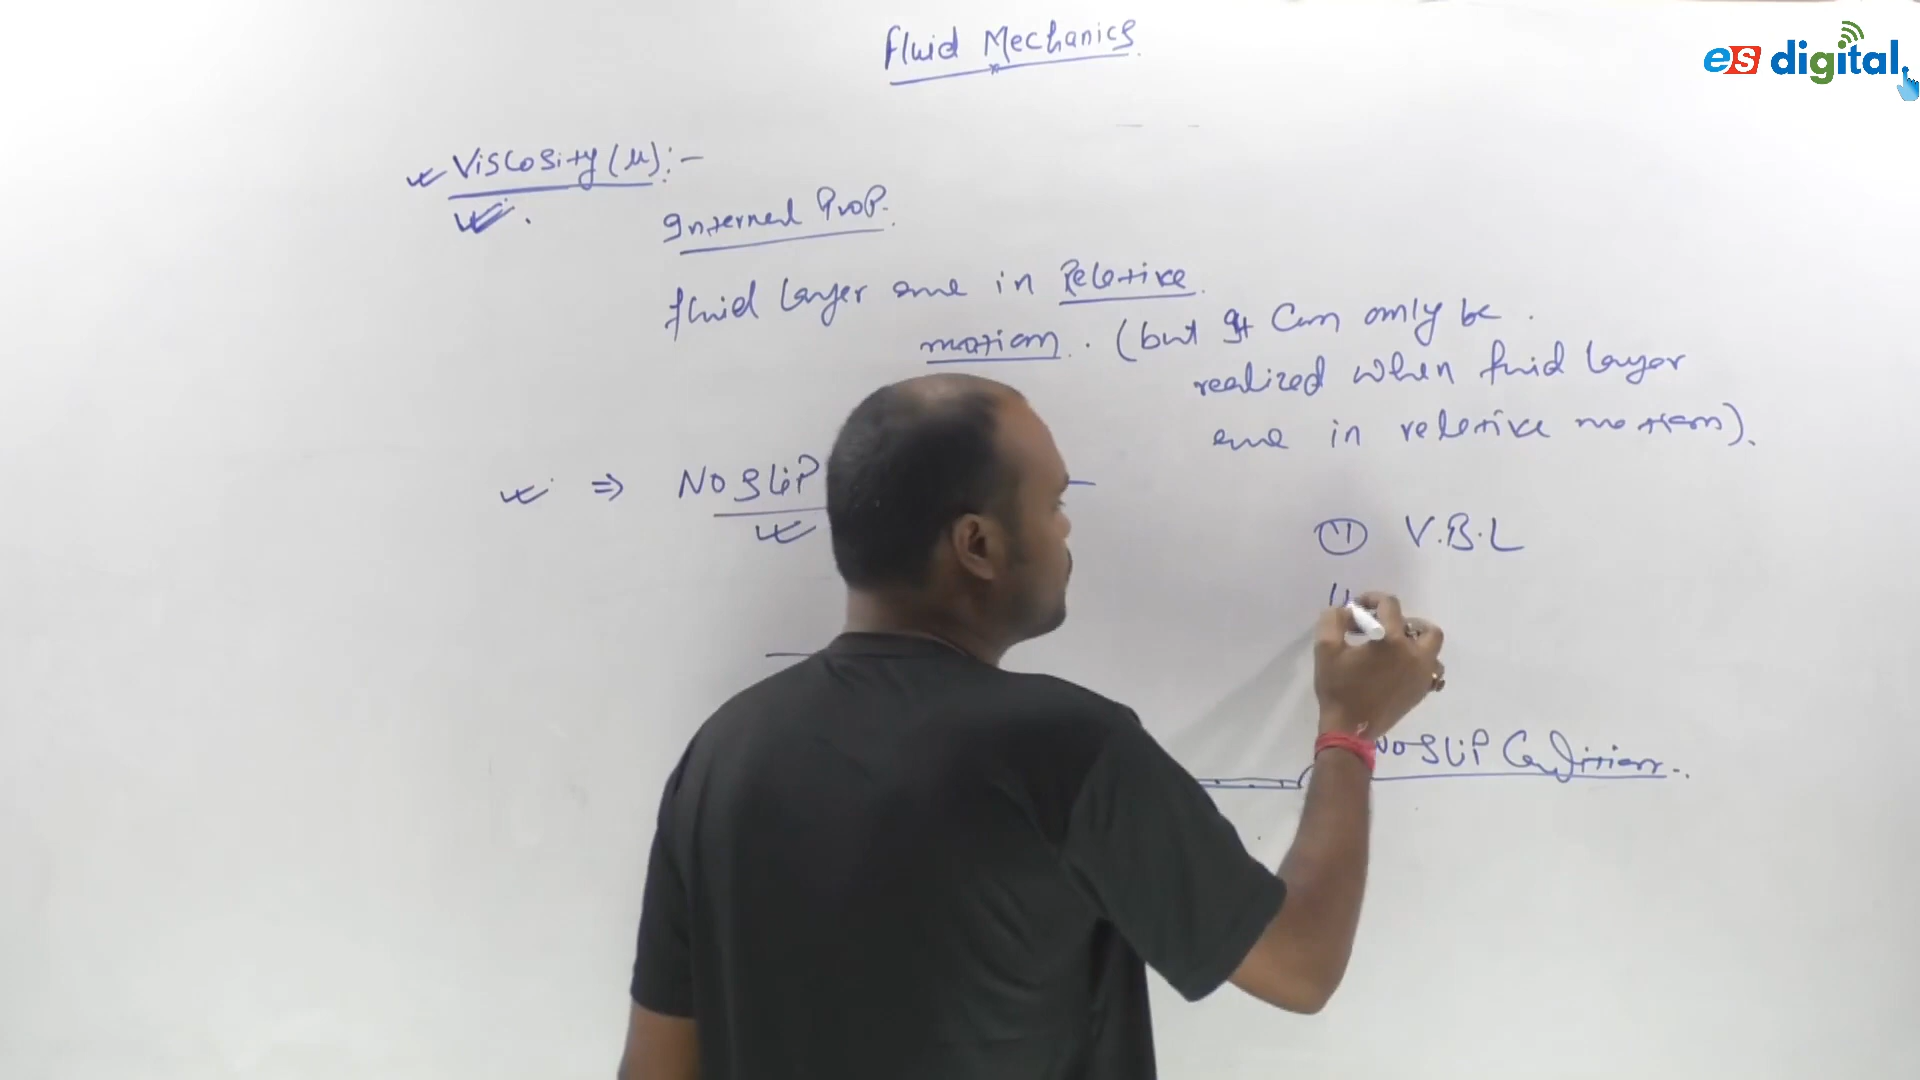 Fluid Mechanics
es digital
Viscosity (μ) :-
Internal Prop.
fluid layer are in Relative
motion. (but It Can only be
realized when fluid layer
are in relative motion).
⇒ No Slip
① V.B.L
No Slip Condition